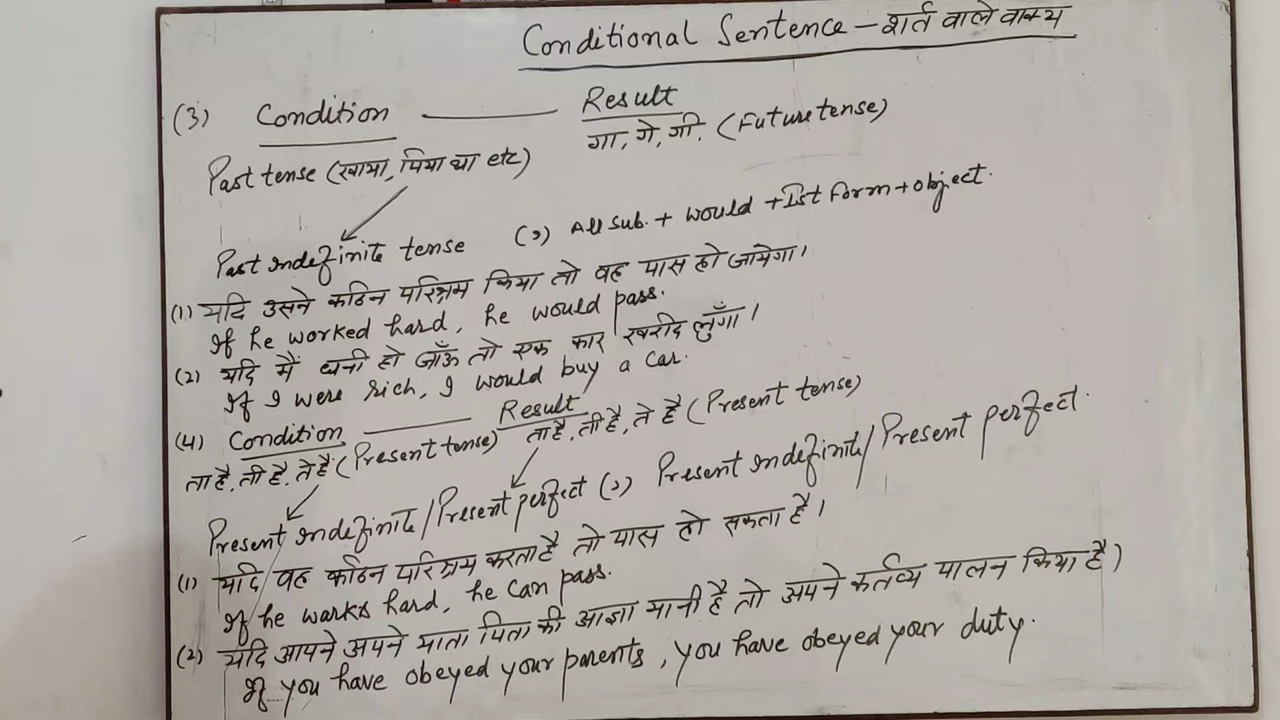 Conditional Sentence – शर्त वाले वाक्य
(3) Condition ——— Result
गा, गे, गी. (Future tense)
Past tense (खाया, पिया था etc)
Past Indefinite tense (,) All sub. + would + Ist form + object.
(1) यदि उसने कठिन परिश्रम किया तो वह पास हो जायेगा।
If he worked hard, he would pass.
(2) यदि मैं धनी हो जाँऊ तो एक कार खरीद लुँगा।
If I were rich, I would buy a car.
(4) Condition ——— Result
ता है, ती है, ते हैं (Present tense) ता है, ती है, ते है (Present tense)
Present Indefinite/Present perfect (,) Present Indefinite/Present perfect.
(1) यदि वह कठिन परिश्रम करता है तो पास हो सकता है।
If he works hard, he can pass.
(2) यदि आपने अपने माता पिता की आज्ञा मानी है तो अपने कर्तव्य पालन किया है)
If you have obeyed your parents, you have obeyed your duty.